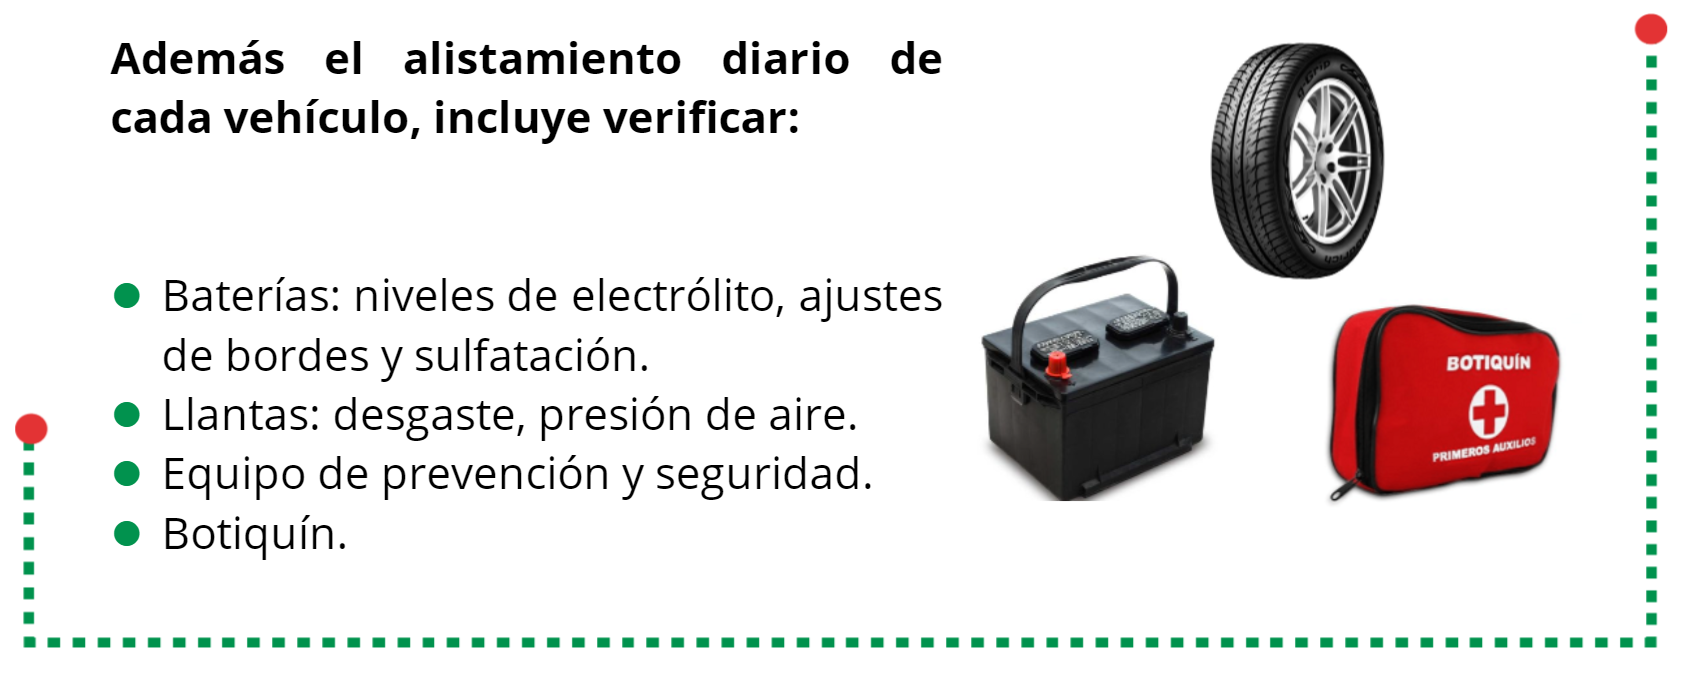 Además el alistamiento diario de
cada vehículo, incluye verificar:
Baterías: niveles de electrólito, ajustes
de bordes y sulfatación.
Llantas: desgaste, presión de aire.
Equipo de prevención y seguridad.
Botiquín.
BOTIQUÍN
PRIMEROS AUXILIOS